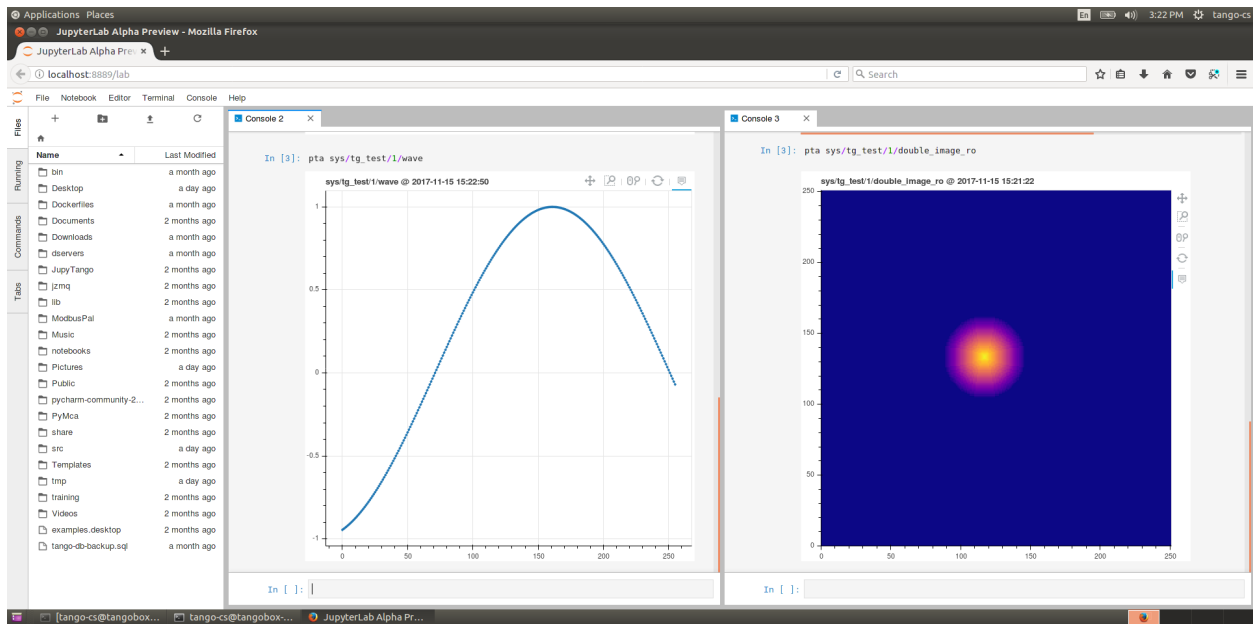 Applications Places
En
3:22 PM
tango-cs
JupyterLab Alpha Preview - Mozilla Firefox
JupyterLab Alpha Prev
localhost:8889/lab
Search
File Notebook Editor Terminal Console Help
Files
Running
Commands
Tabs
Name Last Modified
bin a month ago
Desktop a day ago
Dockerfiles a month ago
Documents 2 months ago
Downloads a month ago
dservers a month ago
JupyTango 2 months ago
jzmq 2 months ago
lib 2 months ago
ModbusPal a month ago
Music 2 months ago
notebooks 2 months ago
Pictures a day ago
Public 2 months ago
pycharm-community-2... 2 months ago
PyMca 2 months ago
share 2 months ago
src a day ago
Templates 2 months ago
tmp a day ago
training 2 months ago
Videos 2 months ago
examples.desktop 2 months ago
tango-db-backup.sql a month ago
Console 2
In [3]: pta sys/tg_test/1/wave
sys/tg_test/1/wave @ 2017-11-15 15:22:50
1
0.5
0
-0.5
-1
0 50 100 150 200 250
In [ ]:
Console 3
In [3]: pta sys/tg_test/1/double_image_ro
sys/tg_test/1/double_image_ro @ 2017-11-15 15:21:22
250
200
150
100
50
0
0 50 100 150 200 250
In [ ]:
[tango-cs@tangobox...
tango-cs@tangobox-...
JupyterLab Alpha Pr...